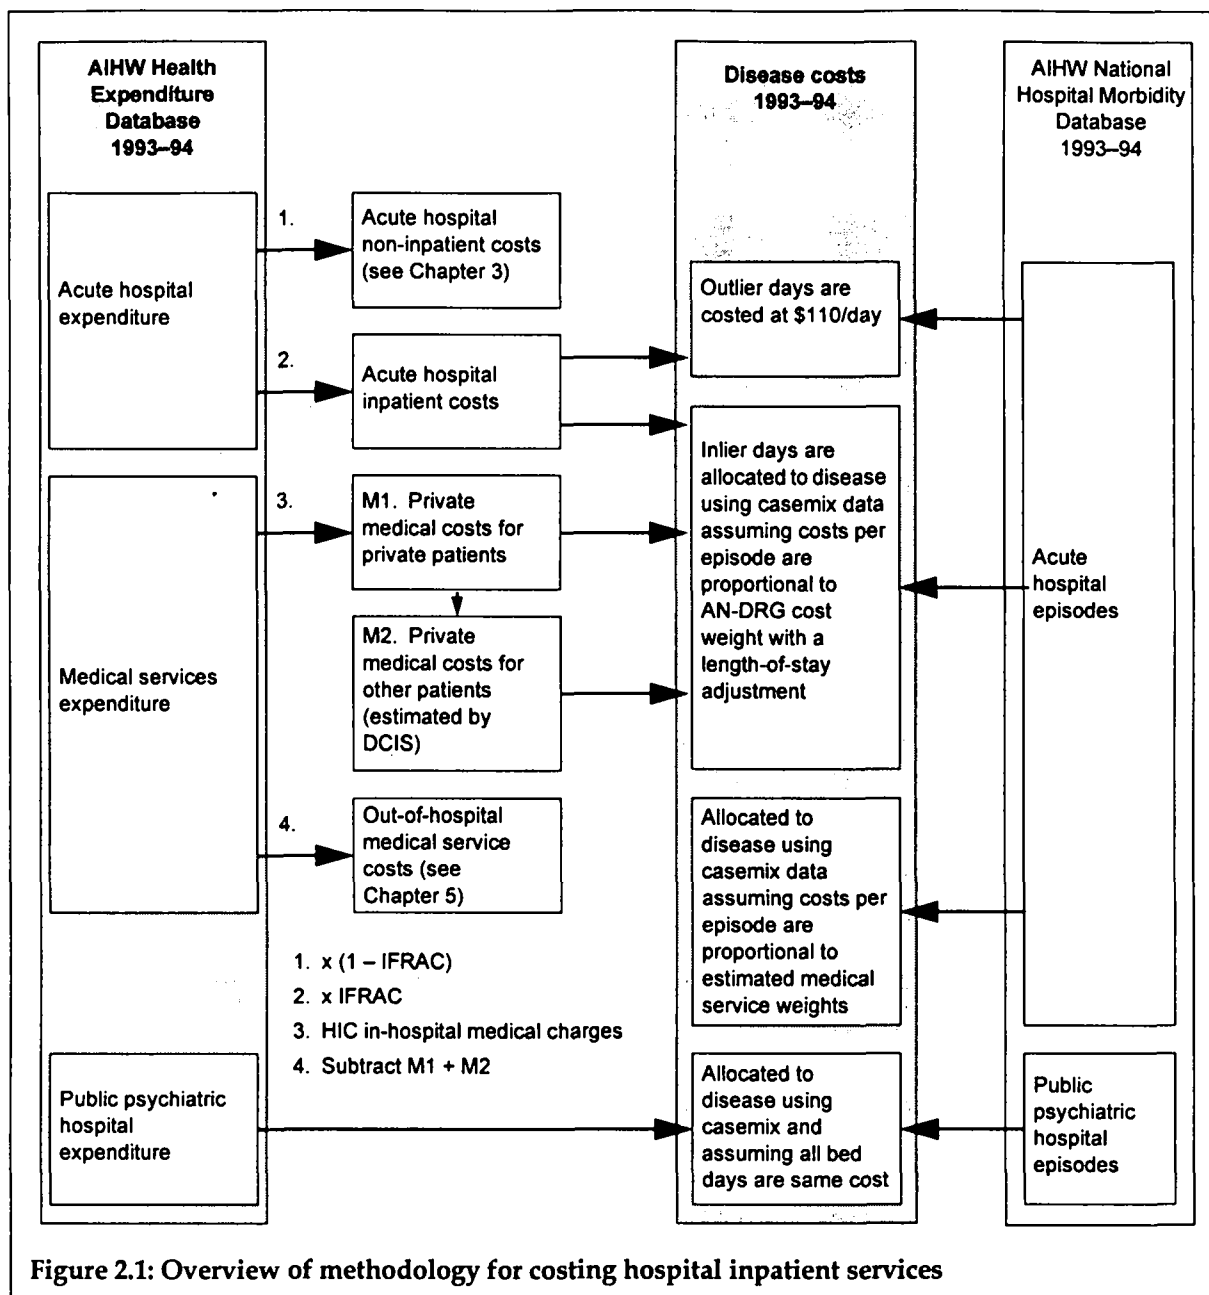 AIHW Health
Expenditure
Database
1993–94
Acute hospital
expenditure
Medical services
expenditure
Public psychiatric
hospital
expenditure
1.
2.
3.
4.
Acute hospital
non-inpatient costs
(see Chapter 3)
Acute hospital
inpatient costs
M1. Private
medical costs for
private patients
M2. Private
medical costs for
other patients
(estimated by
DCIS)
Out-of-hospital
medical service
costs (see
Chapter 5)
1. x (1 – IFRAC)
2. x IFRAC
3. HIC in-hospital medical charges
4. Subtract M1 + M2
Disease costs
1993–94
Outlier days are
costed at $110/day
Inlier days are
allocated to disease
using casemix data
assuming costs per
episode are
proportional to
AN-DRG cost
weight with a
length-of-stay
adjustment
Allocated to
disease using
casemix data
assuming costs per
episode are
proportional to
estimated medical
service weights
Allocated to
disease using
casemix and
assuming all bed
days are same cost
AIHW National
Hospital Morbidity
Database
1993–94
Acute
hospital
episodes
Public
psychiatric
hospital
episodes
Figure 2.1: Overview of methodology for costing hospital inpatient services